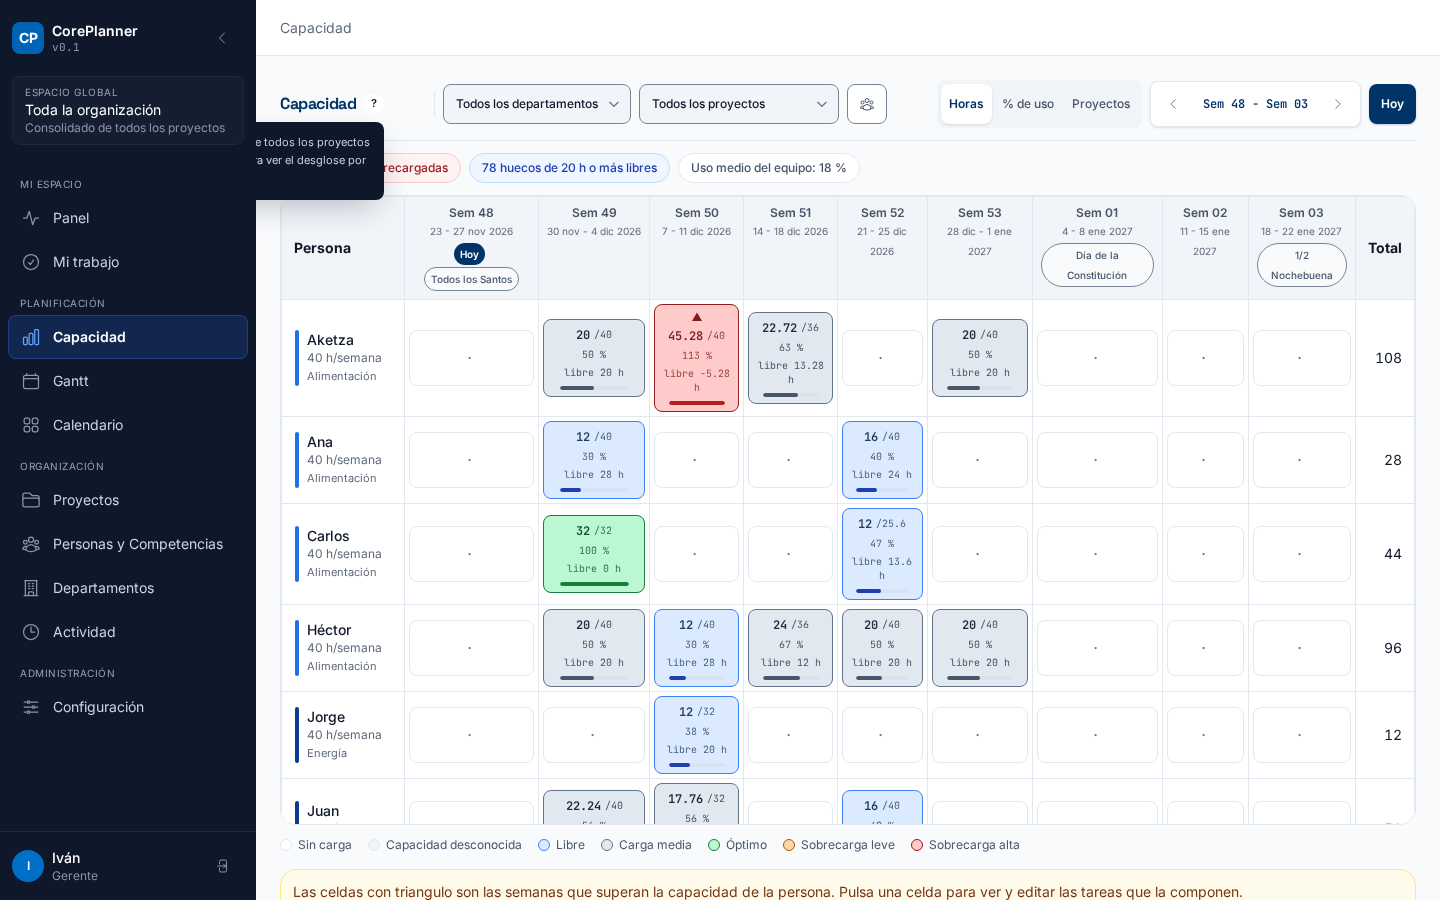 CP CorePlanner
v0.1
ESPACIO GLOBAL
Toda la organización
Consolidado de todos los proyectos
MI ESPACIO
Panel
Mi trabajo
PLANIFICACIÓN
Capacidad
Gantt
Calendario
ORGANIZACIÓN
Proyectos
Personas y Competencias
Departamentos
Actividad
ADMINISTRACIÓN
Configuración
I Iván
Gerente
Capacidad
Capacidad ? Todos los departamentos Todos los proyectos Horas % de uso Proyectos Sem 48 - Sem 03 Hoy
todos los proyectos
ver el desglose por
78 huecos de 20 h o más libres Uso medio del equipo: 18 %
Persona Sem 48 Sem 49 Sem 50 Sem 51 Sem 52 Sem 53 Sem 01 Sem 02 Sem 03 Total
23 - 27 nov 2026 30 nov - 4 dic 2026 7 - 11 dic 2026 14 - 18 dic 2026 21 - 25 dic 2026 28 dic - 1 ene 2027 4 - 8 ene 2027 11 - 15 ene 2027 18 - 22 ene 2027
Hoy
Todos los Santos
Día de la Constitución
1/2 Nochebuena
Aketza
40 h/semana
Alimentación
·
20 /40
50 %
libre 20 h
▲
45.28 /40
113 %
libre -5.28 h
22.72 /36
63 %
libre 13.28 h
·
20 /40
50 %
libre 20 h
·
·
·
108
Ana
40 h/semana
Alimentación
·
12 /40
30 %
libre 28 h
·
·
16 /40
40 %
libre 24 h
·
·
·
·
28
Carlos
40 h/semana
Alimentación
·
32 /32
100 %
libre 0 h
·
·
12 /25.6
47 %
libre 13.6 h
·
·
·
·
44
Héctor
40 h/semana
Alimentación
·
20 /40
50 %
libre 20 h
12 /40
30 %
libre 28 h
24 /36
67 %
libre 12 h
20 /40
50 %
libre 20 h
20 /40
50 %
libre 20 h
·
·
·
96
Jorge
40 h/semana
Energía
·
·
12 /32
38 %
libre 20 h
·
·
·
·
·
·
12
Juan
22.24 /40
17.76 /32
56 %
16 /40
Sin carga Capacidad desconocida Libre Carga media Óptimo Sobrecarga leve Sobrecarga alta
Las celdas con triangulo son las semanas que superan la capacidad de la persona. Pulsa una celda para ver y editar las tareas que la componen.